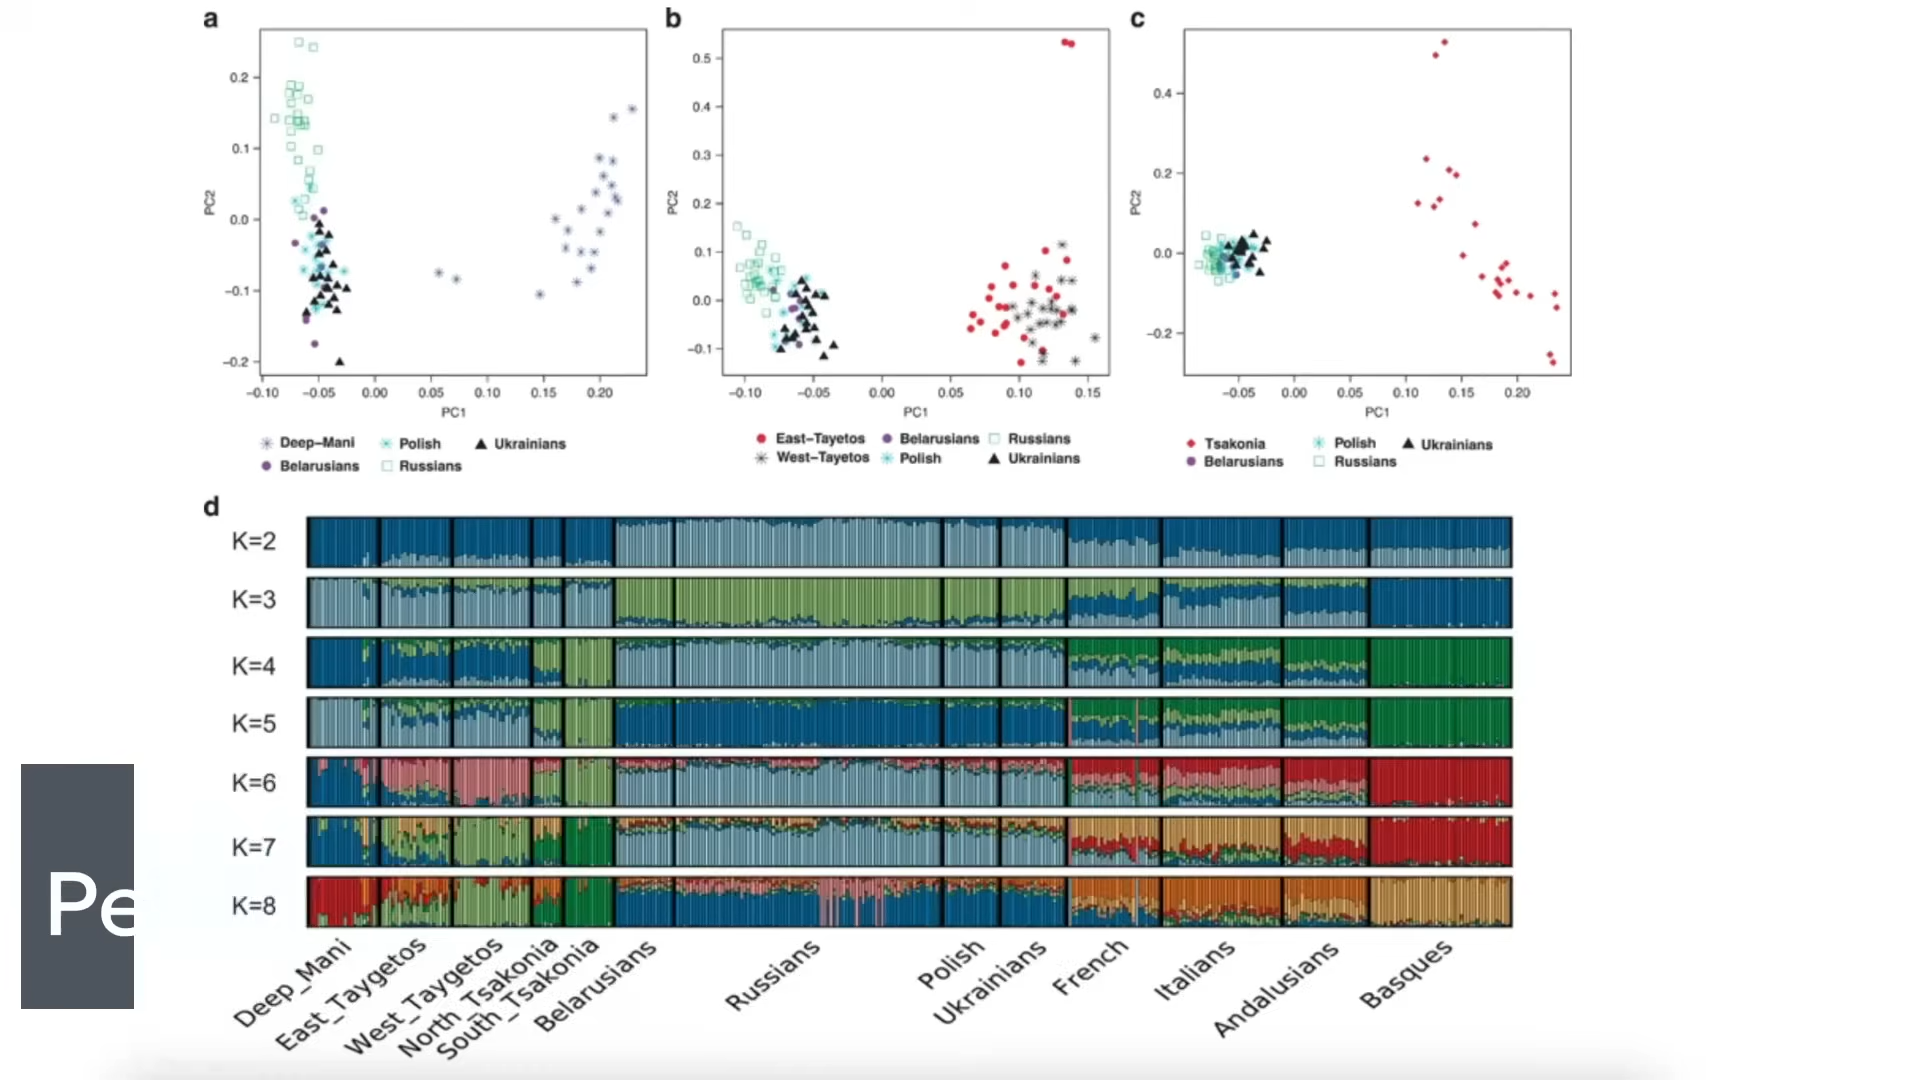 a
b
c
PC2
0.2
0.1
0.0
−0.1
−0.2
−0.10
−0.05
0.00
0.05
0.10
0.15
0.20
PC1
Deep−Mani
Polish
Ukrainians
Belarusians
Russians
PC2
0.5
0.4
0.3
0.2
0.1
0.0
−0.1
−0.10
−0.05
0.00
0.05
0.10
0.15
PC1
East−Tayetos
Belarusians
Russians
West−Tayetos
Polish
Ukrainians
PC2
0.4
0.2
0.0
−0.2
−0.05
0.00
0.05
0.10
0.15
0.20
PC1
Tsakonia
Polish
Ukrainians
Belarusians
Russians
d
K=2
K=3
K=4
K=5
K=6
K=7
K=8
Deep_Mani
East_Taygetos
West_Taygetos
North_Tsakonia
South_Tsakonia
Belarusians
Russians
Polish
Ukrainians
French
Italians
Andalusians
Basques
Pe